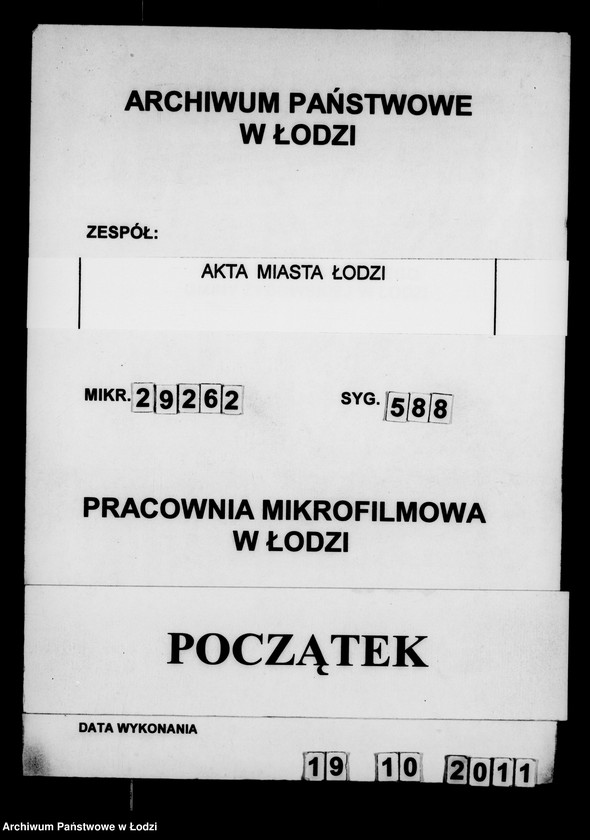 ARCHIWUM PAŃSTWOWE
W ŁODZI
ZESPÓŁ:
AKTA MIASTA ŁODZI
MIKR. 29262 SYG. 588
PRACOWNIA MIKROFILMOWA
W ŁODZI
POCZĄTEK
DATA WYKONANIA
19 10 2011
Archiwum Państwowe w Łodzi